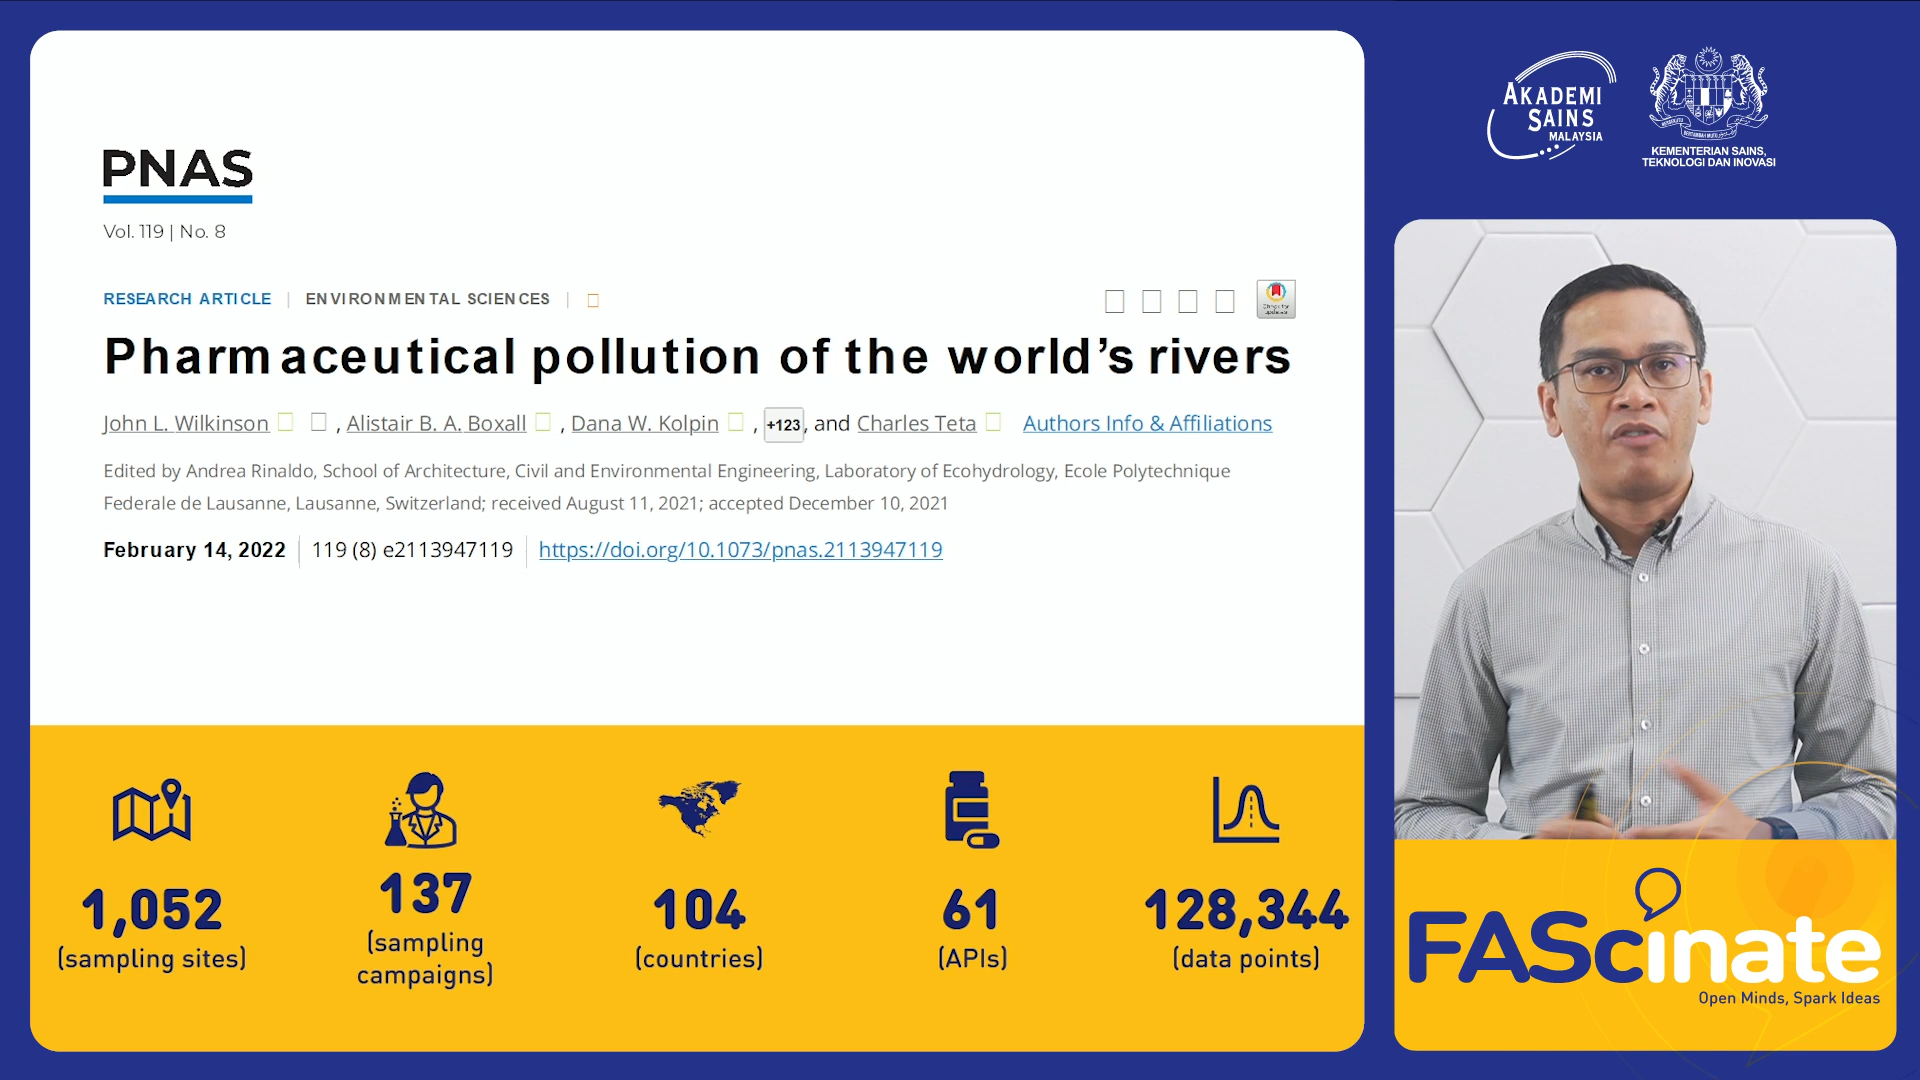 PNAS
Vol. 119 | No. 8
RESEARCH ARTICLE | ENVIRONMENTAL SCIENCES |
Pharmaceutical pollution of the world's rivers
John L. Wilkinson , Alistair B. A. Boxall , Dana W. Kolpin , +123, and Charles Teta Authors Info & Affiliations
Edited by Andrea Rinaldo, School of Architecture, Civil and Environmental Engineering, Laboratory of Ecohydrology, Ecole Polytechnique
Federale de Lausanne, Lausanne, Switzerland; received August 11, 2021; accepted December 10, 2021
February 14, 2022 | 119 (8) e2113947119 | https://doi.org/10.1073/pnas.2113947119
1,052
(sampling sites)
137
(sampling
campaigns)
104
(countries)
61
(APIs)
128,344
(data points)
AKADEMI
SAINS
MALAYSIA
KEMENTERIAN SAINS,
TEKNOLOGI DAN INOVASI
FAScinate
Open Minds, Spark Ideas